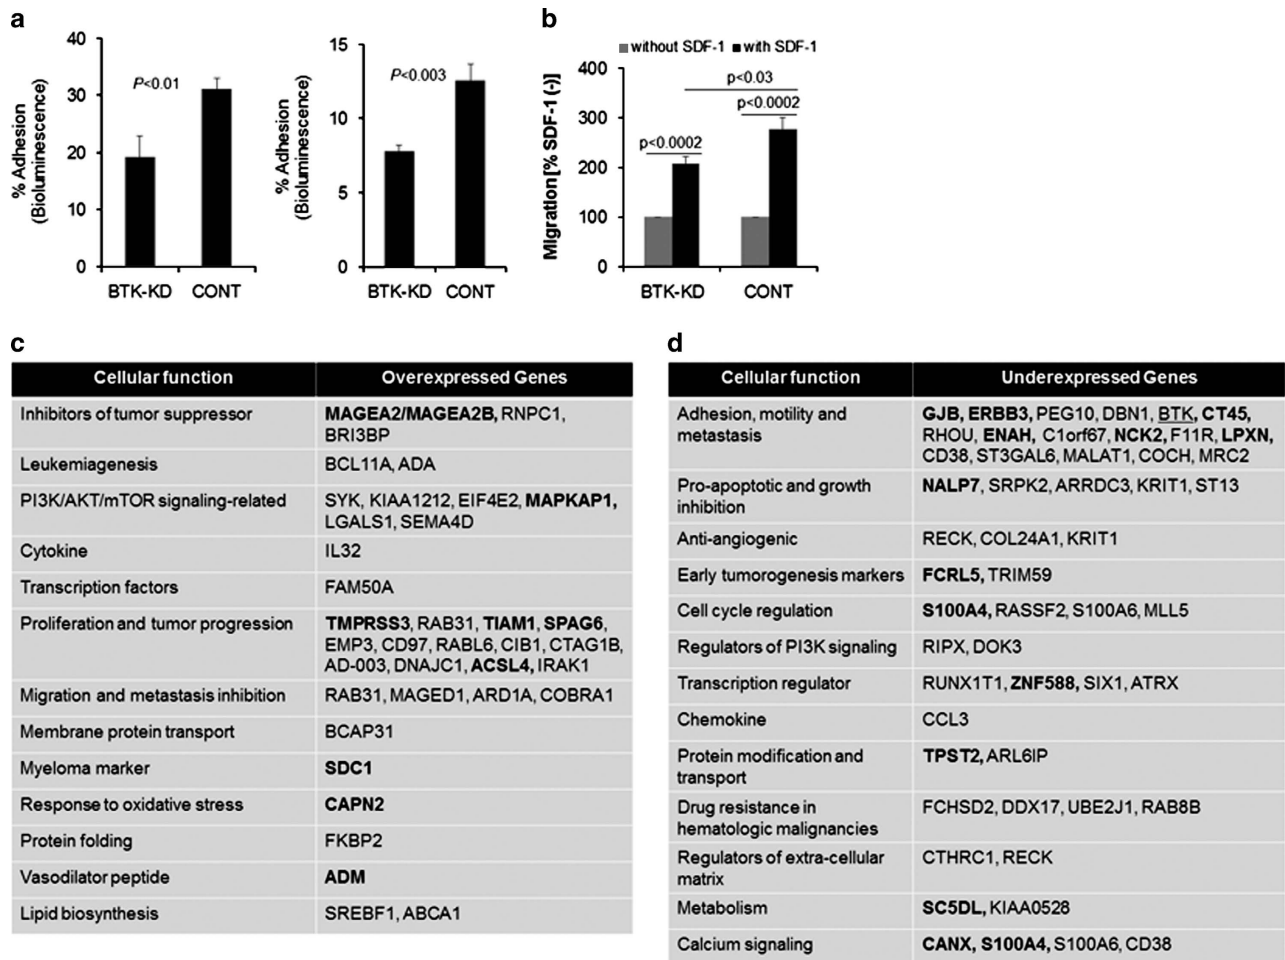 a
40
30
20
10
0
% Adhesion
(Bioluminescence)
P<0.01
BTK-KD CONT
15
10
5
0
% Adhesion
(Bioluminescence)
P<0.003
BTK-KD CONT
b
without SDF-1 with SDF-1
400
300
200
100
0
Migration [% SDF-1 (-)]
p<0.03
p<0.0002
p<0.0002
BTK-KD CONT
c
Cellular function Overexpressed Genes
Inhibitors of tumor suppressor MAGEA2/MAGEA2B, RNPC1,
BRI3BP
Leukemiagenesis BCL11A, ADA
PI3K/AKT/mTOR signaling-related SYK, KIAA1212, EIF4E2, MAPKAP1,
LGALS1, SEMA4D
Cytokine IL32
Transcription factors FAM50A
Proliferation and tumor progression TMPRSS3, RAB31, TIAM1, SPAG6,
EMP3, CD97, RABL6, CIB1, CTAG1B,
AD-003, DNAJC1, ACSL4, IRAK1
Migration and metastasis inhibition RAB31, MAGED1, ARD1A, COBRA1
Membrane protein transport BCAP31
Myeloma marker SDC1
Response to oxidative stress CAPN2
Protein folding FKBP2
Vasodilator peptide ADM
Lipid biosynthesis SREBF1, ABCA1
d
Cellular function Underexpressed Genes
Adhesion, motility and GJB, ERBB3, PEG10, DBN1, BTK, CT45,
metastasis RHOU, ENAH, C1orf67, NCK2, F11R, LPXN,
CD38, ST3GAL6, MALAT1, COCH, MRC2
Pro-apoptotic and growth NALP7, SRPK2, ARRDC3, KRIT1, ST13
inhibition
Anti-angiogenic RECK, COL24A1, KRIT1
Early tumorogenesis markers FCRL5, TRIM59
Cell cycle regulation S100A4, RASSF2, S100A6, MLL5
Regulators of PI3K signaling RIPX, DOK3
Transcription regulator RUNX1T1, ZNF588, SIX1, ATRX
Chemokine CCL3
Protein modification and TPST2, ARL6IP
transport
Drug resistance in FCHSD2, DDX17, UBE2J1, RAB8B
hematologic malignancies
Regulators of extra-cellular CTHRC1, RECK
matrix
Metabolism SC5DL, KIAA0528
Calcium signaling CANX, S100A4, S100A6, CD38